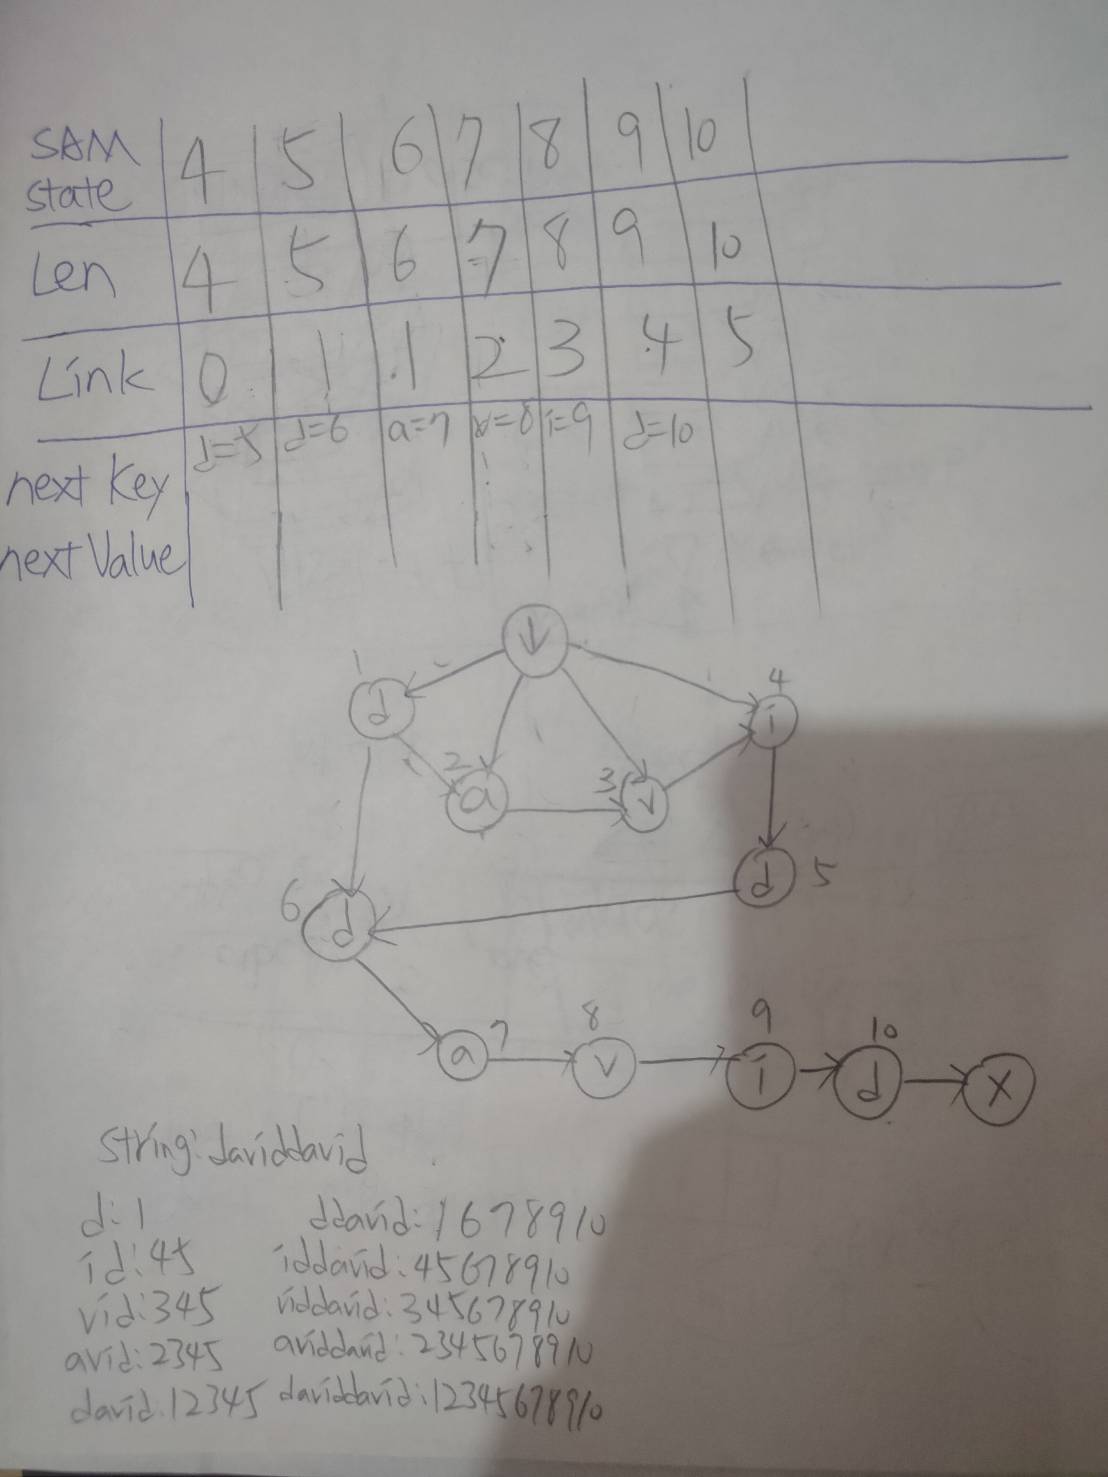 SAM state 4 5 6 7 8 9 10
Len 4 5 6 7 8 9 10
Link 0 1 1 2 3 4 5
next Key d=5 d=6 a=7 v=8 i=9 d=10
next Value
↓
1 d
4 i
2 a
3 v
d 5
6 d
a 7
8 v
9 i
10 d
X
string: daviddavid
d: 1 ddavid: 1678910
id: 45 iddavid: 45678910
vid: 345 viddavid: 345678910
avid: 2345 aviddavid: 2345678910
david: 12345 daviddavid: 12345678910